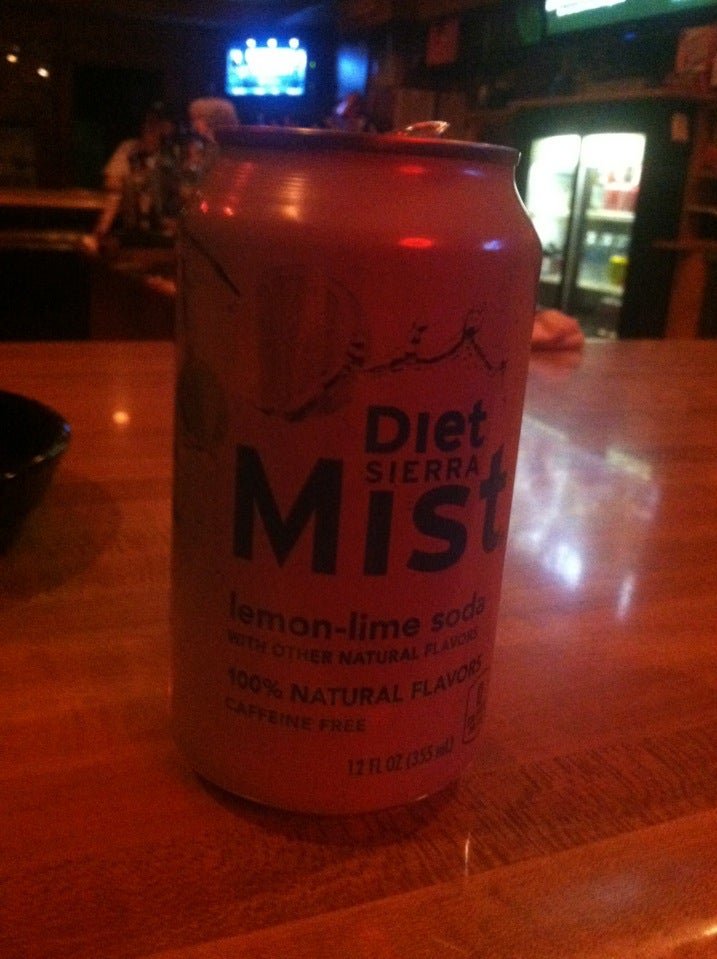 Diet
SIERRA
Mist
lemon-lime soda
WITH OTHER NATURAL FLAVORS
100% NATURAL FLAVORS
CAFFEINE FREE
12 FL OZ (355 mL)